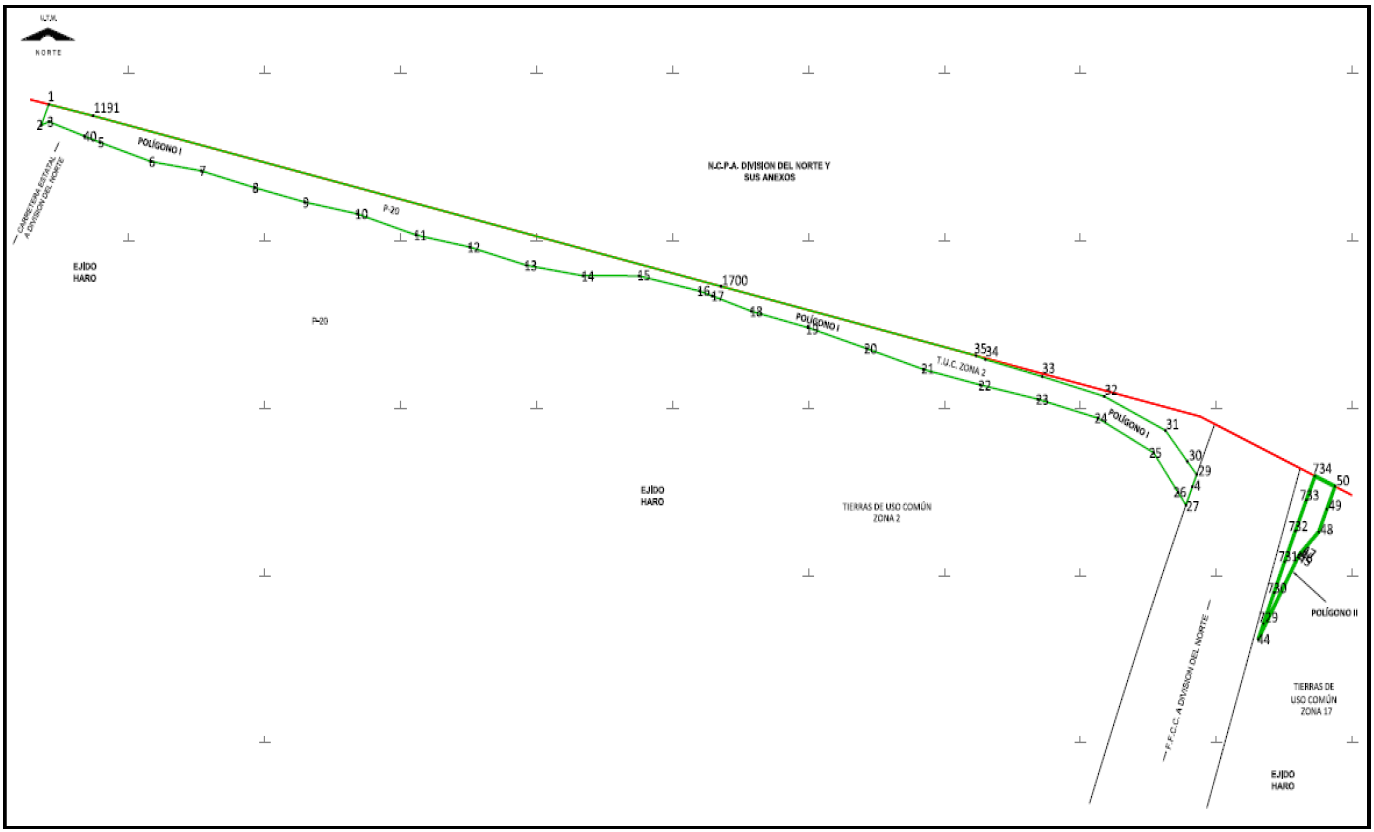 U.T.M.
NORTE
1
1191
2
3
40
5
POLÍGONO I
6
7
8
9
10
P-20
11
12
13
14
15
16
17
1700
18
POLÍGONO I
19
20
21
T.U.C. ZONA 2
22
23
24
POLÍGONO I
25
26
27
4
29
30
31
32
33
34
35
N.C.P.A. DIVISION DEL NORTE Y
SUS ANEXOS
— CARRETERA ESTATAL —
A DIVISION DEL NORTE
EJIDO
HARO
P-20
EJIDO
HARO
TIERRAS DE USO COMÚN
ZONA 2
734
50
733
49
732
48
731
47
45
730
729
44
POLÍGONO II
— F.F.C.C. A DIVISION DEL NORTE —
TIERRAS DE
USO COMÚN
ZONA 17
EJIDO
HARO